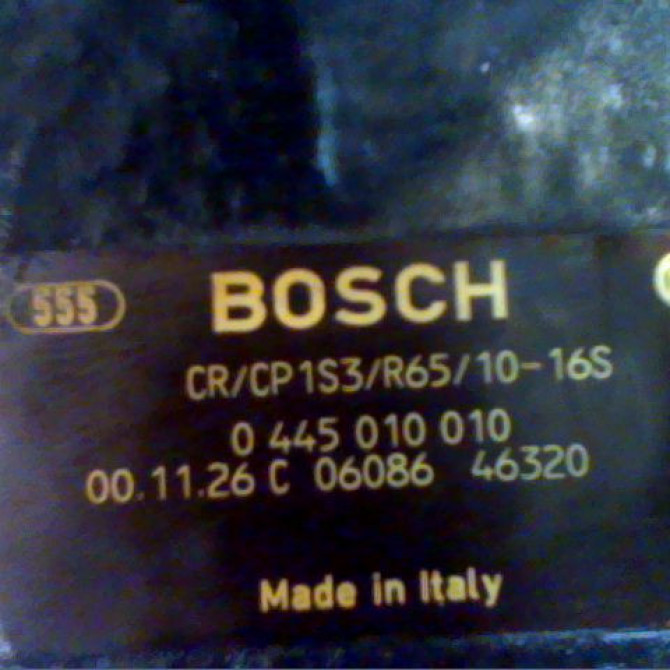 555 BOSCH
CR/CP1S3/R65/10-16S
0 445 010 010
00.11.26 C 06086 46320
Made in Italy